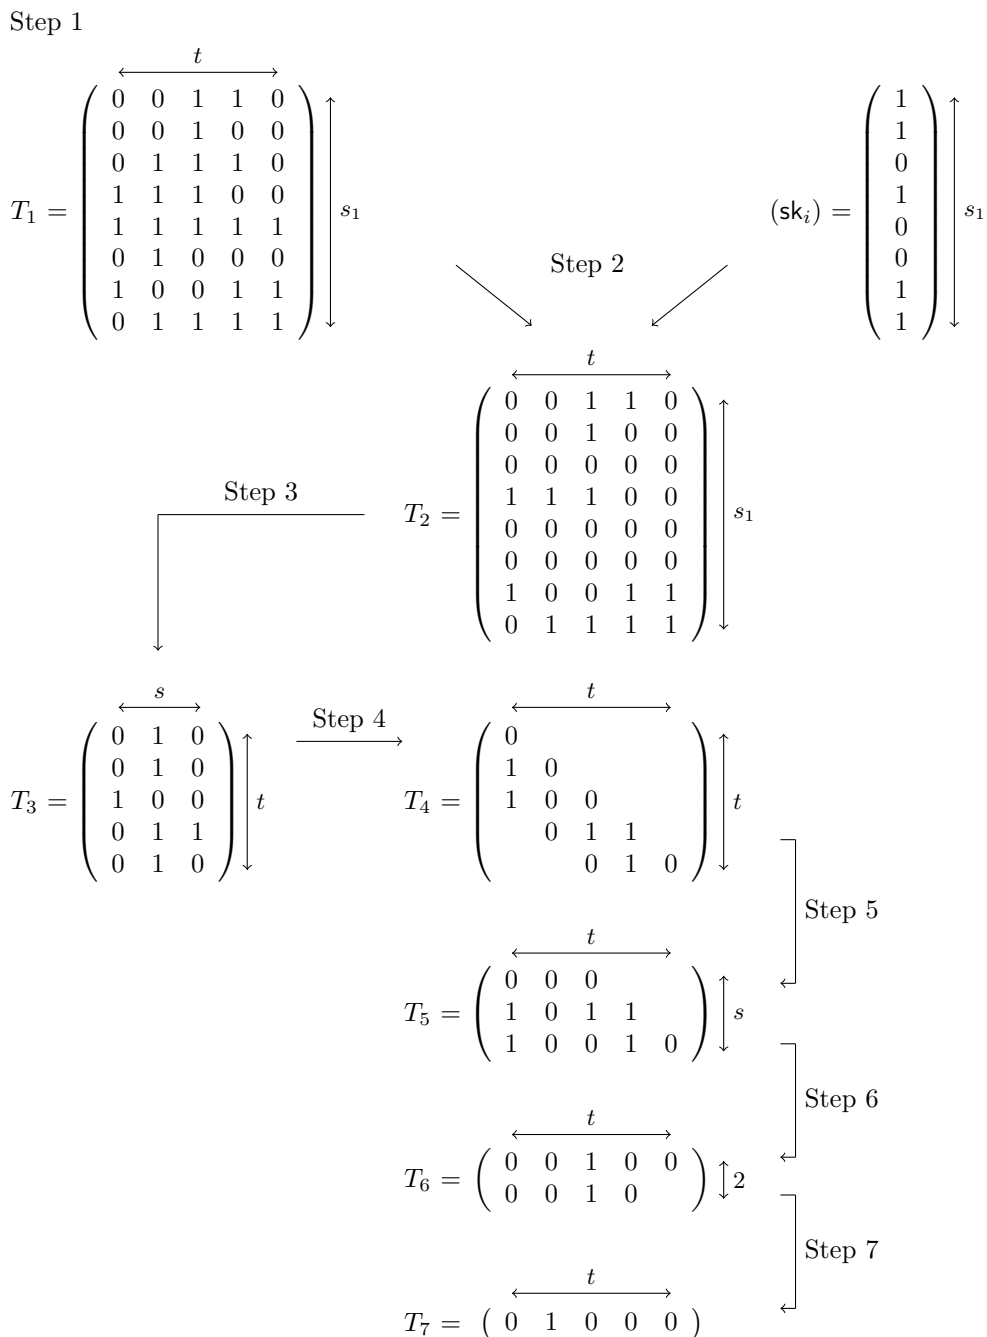 Step 1
t
T1 = ( 0 0 1 1 0
0 0 1 0 0
0 1 1 1 0
1 1 1 0 0
1 1 1 1 1
0 1 0 0 0
1 0 0 1 1
0 1 1 1 1 ) s1
(ski) = ( 1
1
0
1
0
0
1
1 ) s1
Step 2
t
T2 = ( 0 0 1 1 0
0 0 1 0 0
0 0 0 0 0
1 1 1 0 0
0 0 0 0 0
0 0 0 0 0
1 0 0 1 1
0 1 1 1 1 ) s1
Step 3
s
T3 = ( 0 1 0
0 1 0
1 0 0
0 1 1
0 1 0 ) t
Step 4
t
T4 = ( 0
1 0
1 0 0
0 1 1
0 1 0 ) t
Step 5
t
T5 = ( 0 0 0
1 0 1 1
1 0 0 1 0 ) s
Step 6
t
T6 = ( 0 0 1 0 0
0 0 1 0 ) 2
Step 7
t
T7 = ( 0 1 0 0 0 )